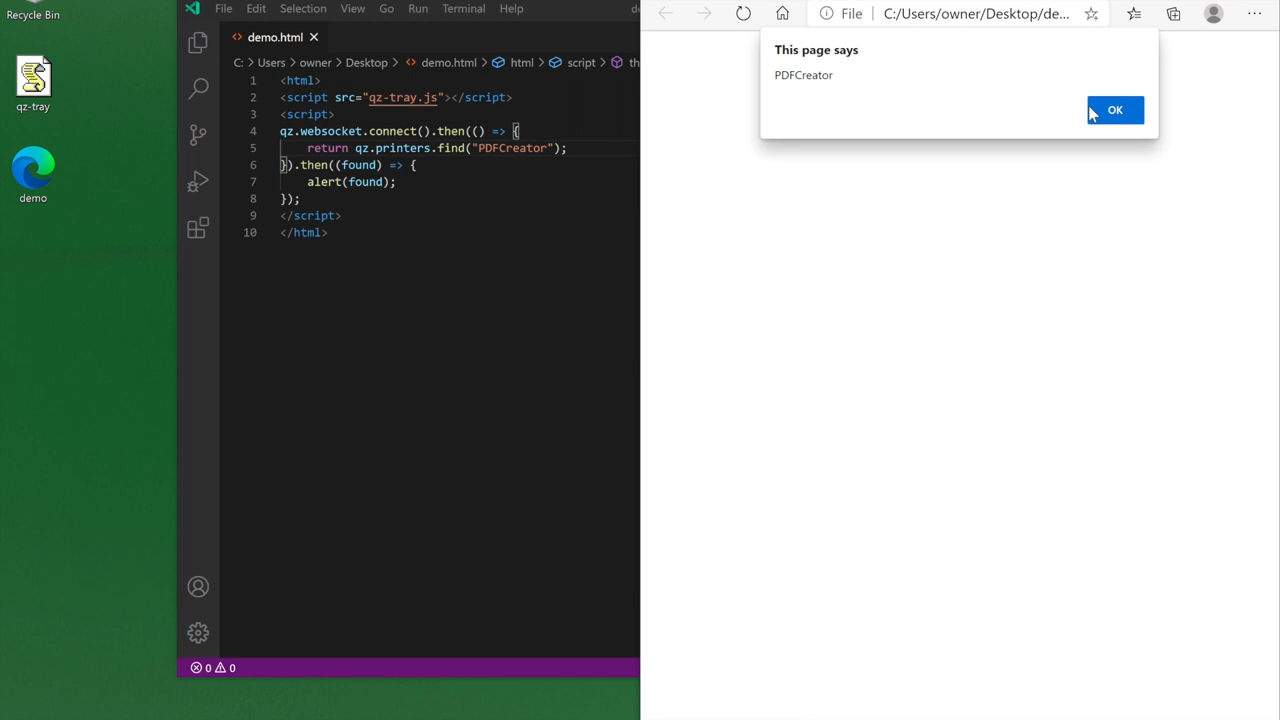 Recycle Bin
qz-tray
demo
File Edit Selection View Go Run Terminal Help de
demo.html
C: > Users > owner > Desktop > demo.html > html > script > th
1 <html>
2 <script src="qz-tray.js"></script>
3 <script>
4 qz.websocket.connect().then(() => {
5 return qz.printers.find("PDFCreator");
6 }).then((found) => {
7 alert(found);
8 });
9 </script>
10 </html>
0 0
File | C:/Users/owner/Desktop/de...
This page says
PDFCreator
OK